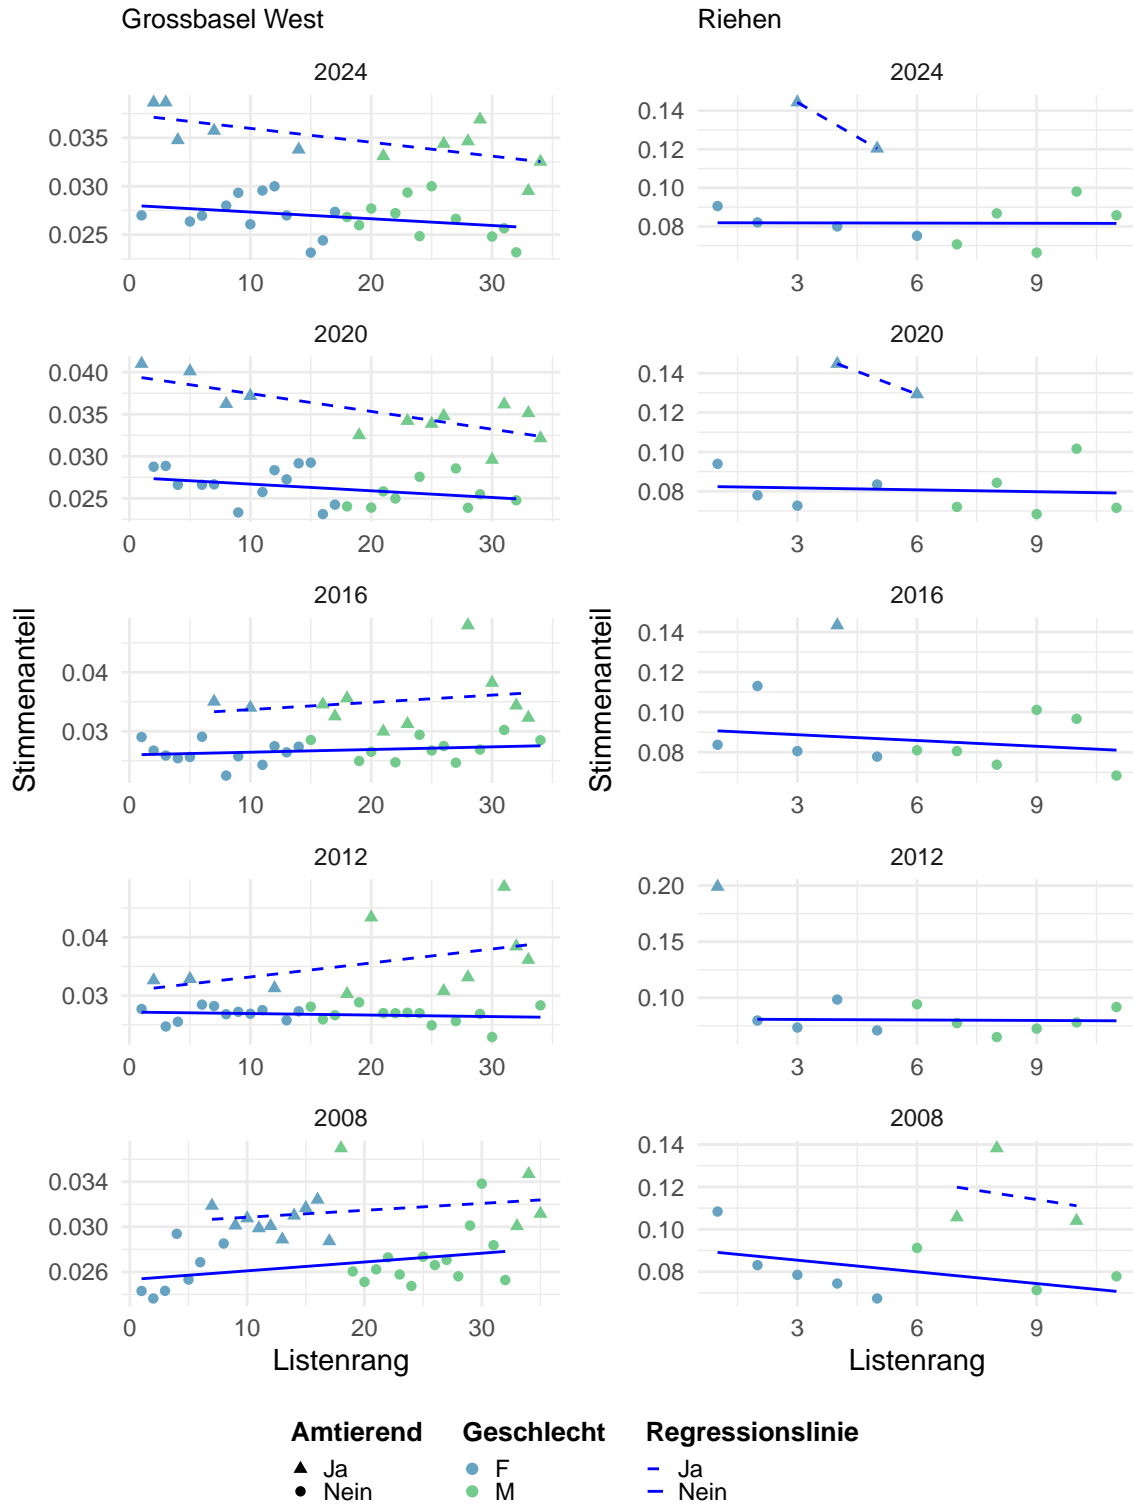 Grossbasel West
Riehen
2024
2024
0.035
0.030
0.025
0 10 20 30
0.14
0.12
0.10
0.08
3 6 9
2020
2020
0.040
0.035
0.030
0.025
0 10 20 30
0.14
0.12
0.10
0.08
3 6 9
Stimmenanteil
Stimmenanteil
2016
2016
0.04
0.03
0 10 20 30
0.14
0.12
0.10
0.08
3 6 9
2012
2012
0.04
0.03
0 10 20 30
0.20
0.15
0.10
3 6 9
2008
2008
0.034
0.030
0.026
0 10 20 30
0.14
0.12
0.10
0.08
3 6 9
Listenrang
Listenrang
Amtierend Geschlecht Regressionslinie
Ja F Ja
Nein M Nein